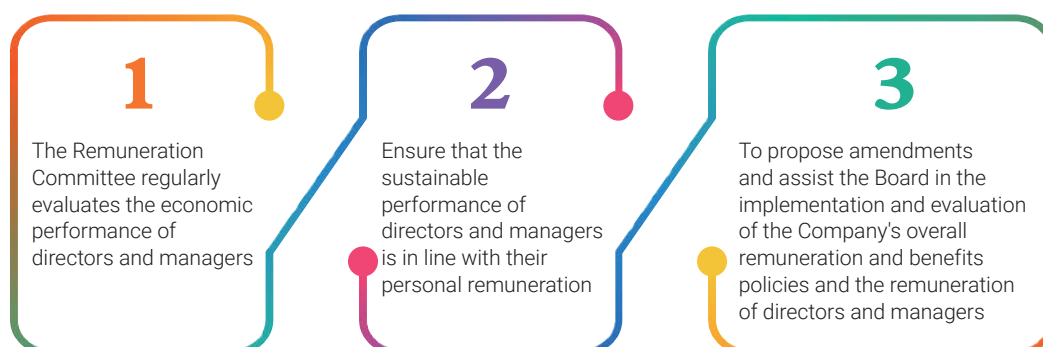 1
The Remuneration
Committee regularly
evaluates the economic
performance of
directors and managers
2
Ensure that the
sustainable
performance of
directors and managers
is in line with their
personal remuneration
3
To propose amendments
and assist the Board in the
implementation and evaluation
of the Company's overall
remuneration and benefits
policies and the remuneration
of directors and managers